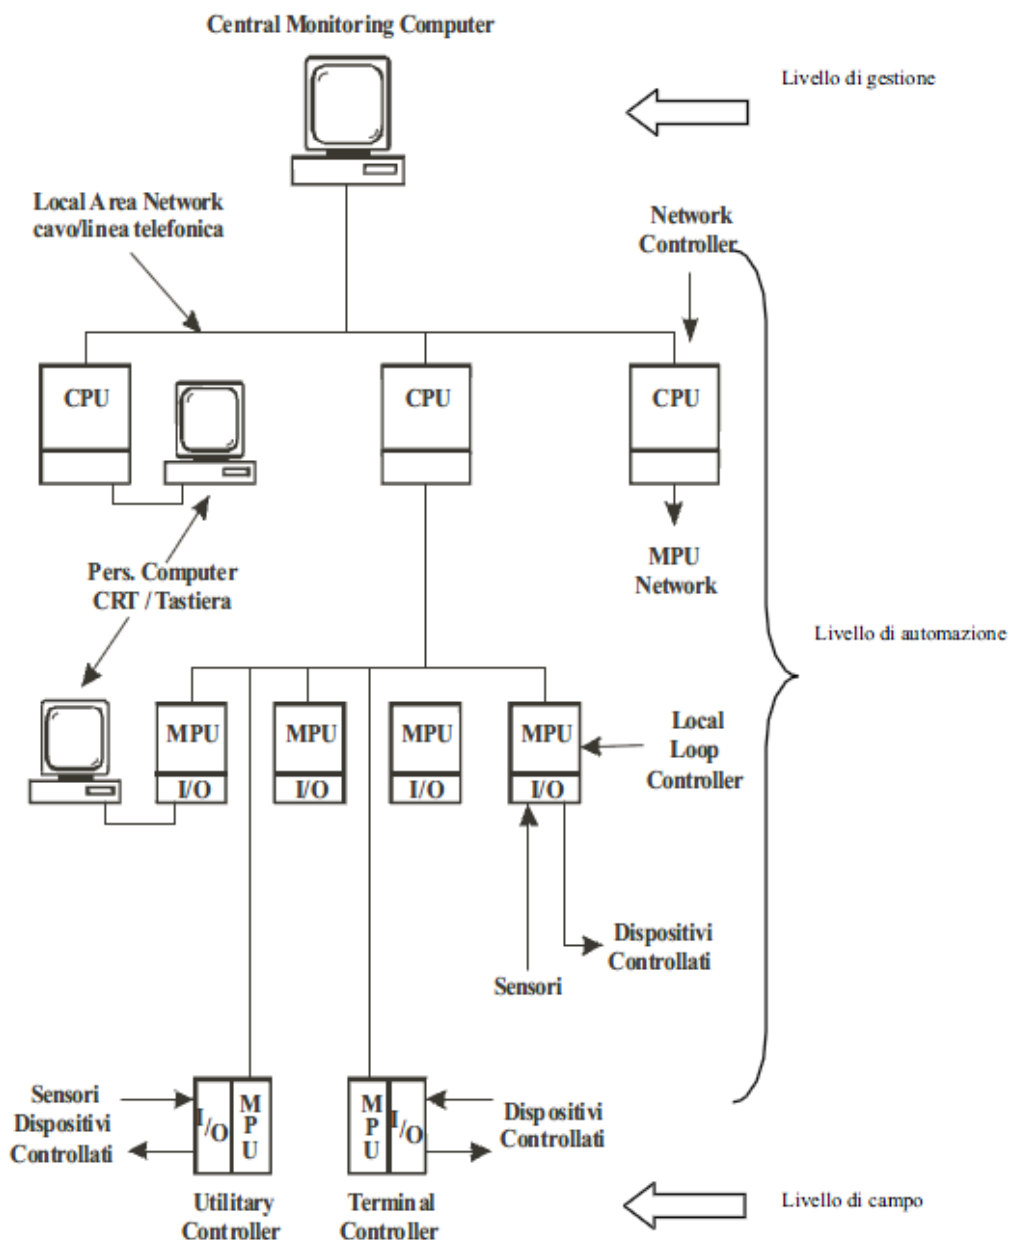 Central Monitoring Computer
Livello di gestione
Local Area Network
cavo/linea telefonica
Network
Controller
CPU
CPU
CPU
MPU
Network
Pers. Computer
CRT / Tastiera
Livello di automazione
MPU
I/O
MPU
I/O
MPU
I/O
MPU
I/O
Local
Loop
Controller
Dispositivi
Controllati
Sensori
Sensori
Dispositivi
Controllati
I/O
MPU
MPU
I/O
Dispositivi
Controllati
Utilitary
Controller
Terminal
Controller
Livello di campo